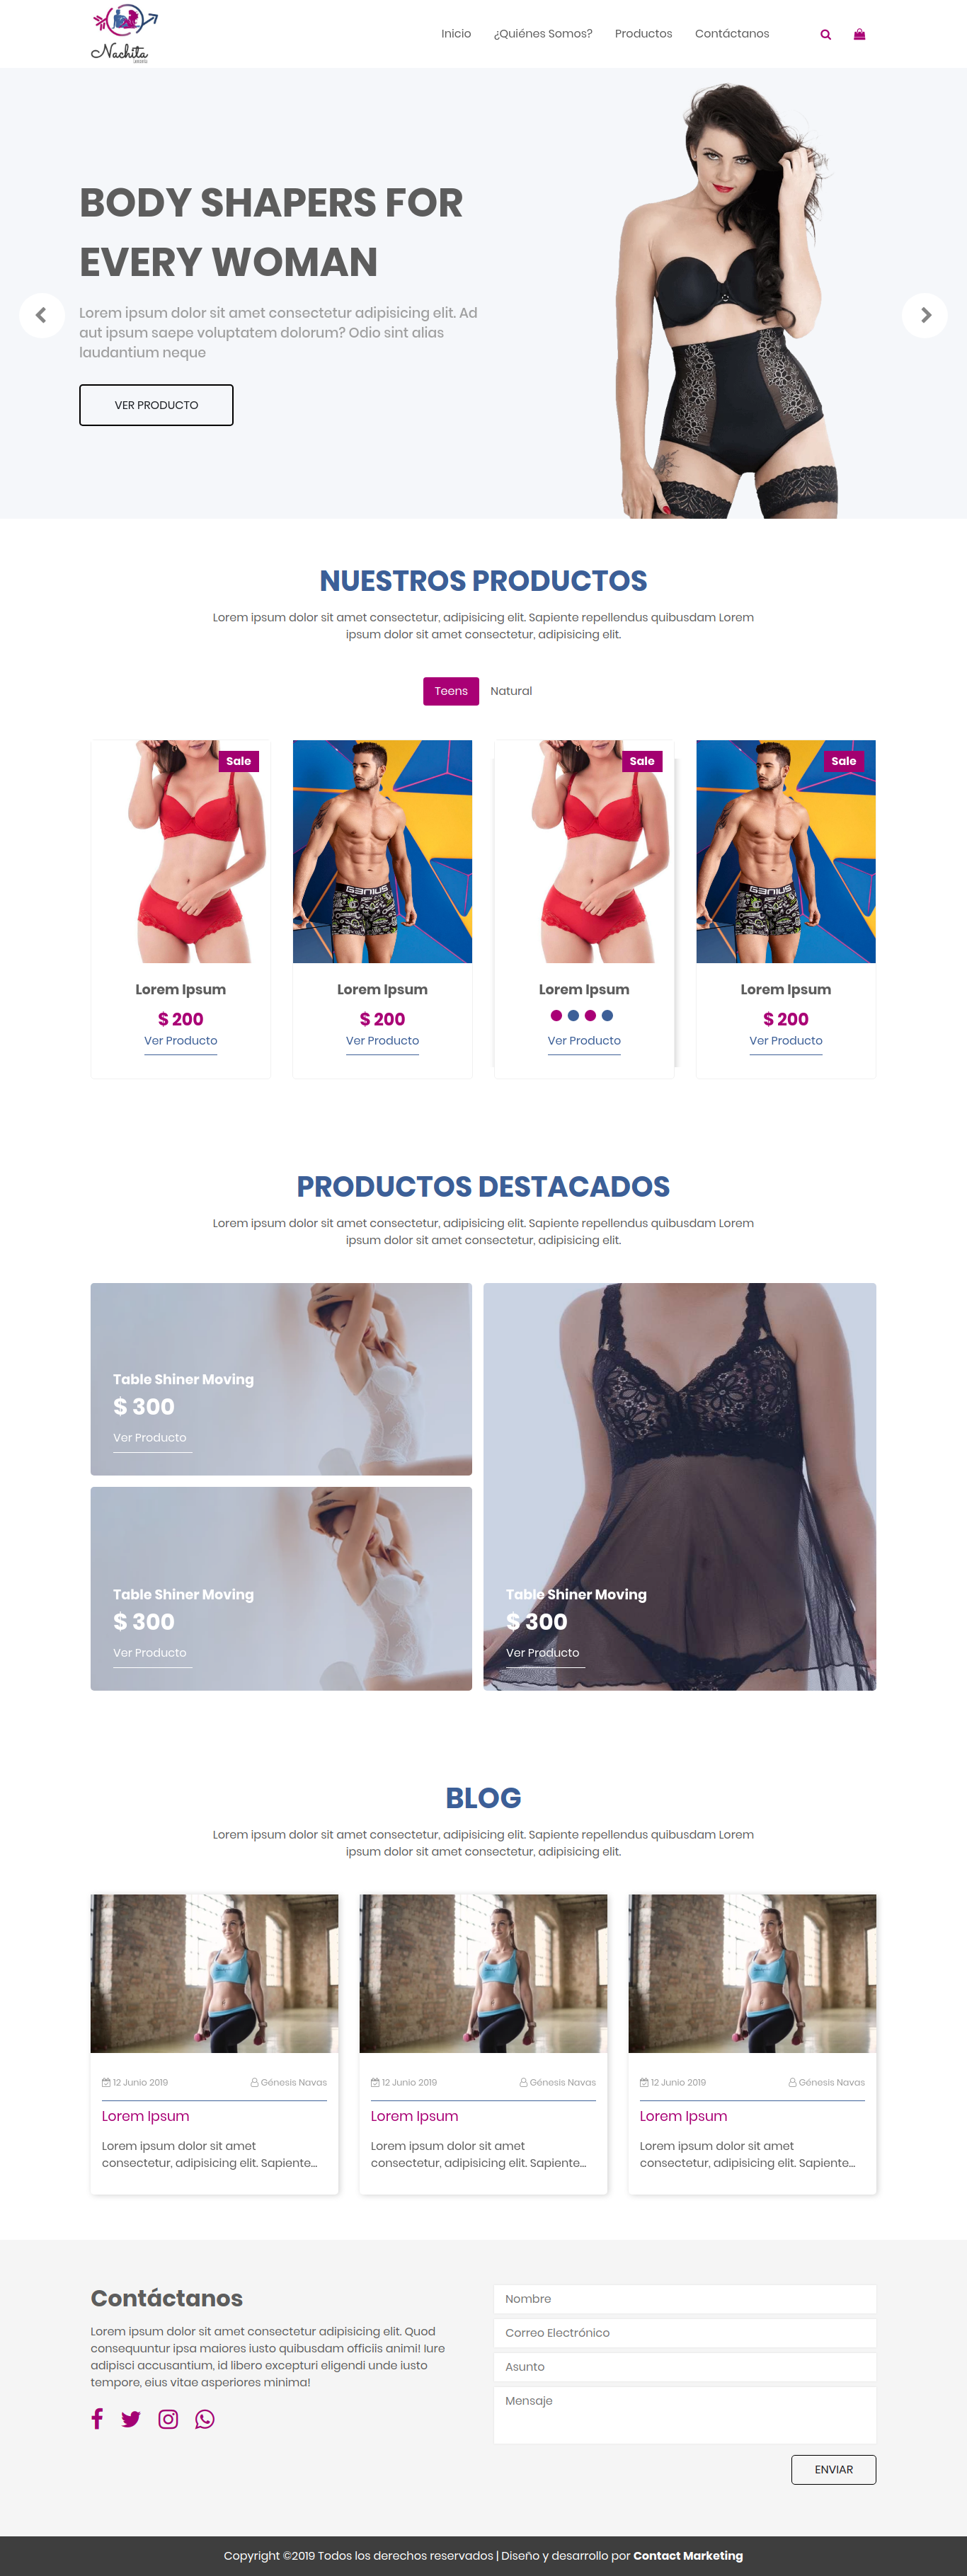 Nachita
Inicio ¿Quiénes Somos? Productos Contáctanos
BODY SHAPERS FOR
EVERY WOMAN
Lorem ipsum dolor sit amet consectetur adipisicing elit. Ad
aut ipsum saepe voluptatem dolorum? Odio sint alias
laudantium neque
VER PRODUCTO
NUESTROS PRODUCTOS
Lorem ipsum dolor sit amet consectetur, adipisicing elit. Sapiente repellendus quibusdam Lorem
ipsum dolor sit amet consectetur, adipisicing elit.
Teens Natural
Sale Sale Sale
GENIUS GENIUS
Lorem Ipsum Lorem Ipsum Lorem Ipsum Lorem Ipsum
$ 200 $ 200 $ 200
Ver Producto Ver Producto Ver Producto Ver Producto
PRODUCTOS DESTACADOS
Lorem ipsum dolor sit amet consectetur, adipisicing elit. Sapiente repellendus quibusdam Lorem
ipsum dolor sit amet consectetur, adipisicing elit.
Table Shiner Moving
$ 300
Ver Producto
Table Shiner Moving
$ 300
Ver Producto
Table Shiner Moving
$ 300
Ver Producto
BLOG
Lorem ipsum dolor sit amet consectetur, adipisicing elit. Sapiente repellendus quibusdam Lorem
ipsum dolor sit amet consectetur, adipisicing elit.
12 Junio 2019 Génesis Navas
Lorem Ipsum
Lorem ipsum dolor sit amet
consectetur, adipisicing elit. Sapiente...
12 Junio 2019 Génesis Navas
Lorem Ipsum
Lorem ipsum dolor sit amet
consectetur, adipisicing elit. Sapiente...
12 Junio 2019 Génesis Navas
Lorem Ipsum
Lorem ipsum dolor sit amet
consectetur, adipisicing elit. Sapiente...
Contáctanos
Lorem ipsum dolor sit amet consectetur adipisicing elit. Quod
consequuntur ipsa maiores iusto quibusdam officiis animi! Iure
adipisci accusantium, id libero excepturi eligendi unde iusto
tempore, eius vitae asperiores minima!
Nombre
Correo Electrónico
Asunto
Mensaje
ENVIAR
Copyright ©2019 Todos los derechos reservados | Diseño y desarrollo por Contact Marketing